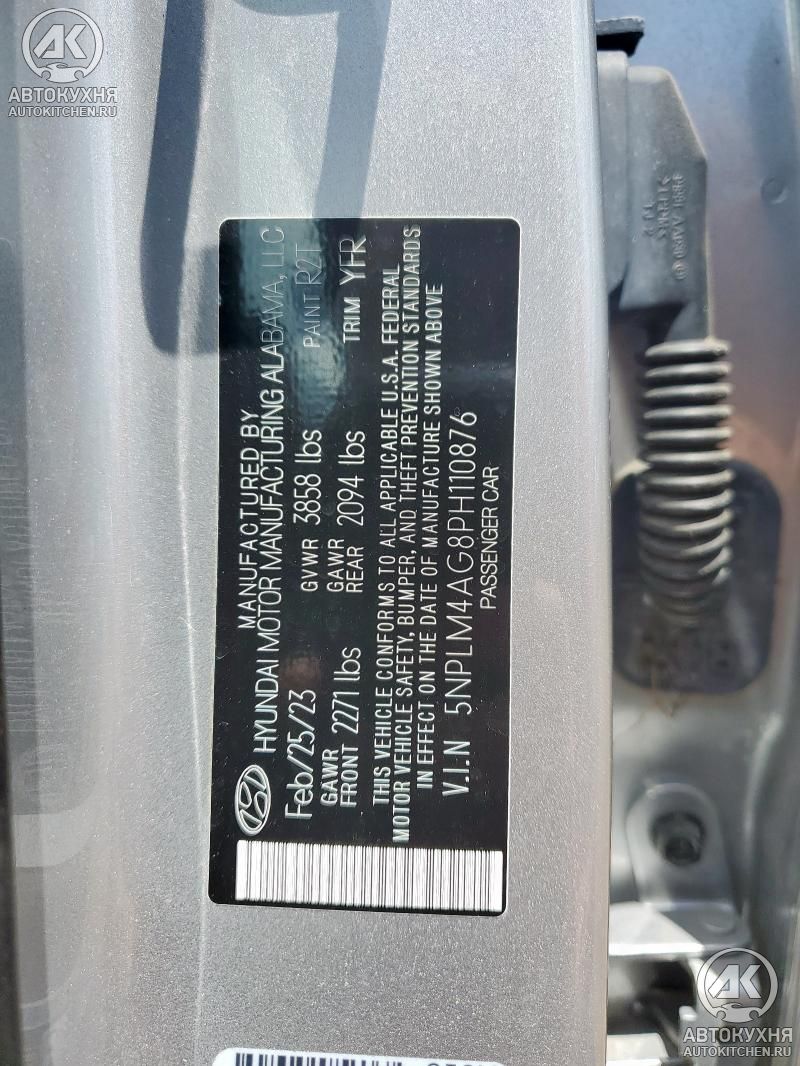 AK
АВТОКУХНЯ
AUTOKITCHEN.RU
MANUFACTURED BY
HYUNDAI MOTOR MANUFACTURING ALABAMA, LLC
Feb/25/23 GVWR 3858 lbs PAINT R2T
GAWR FRONT 2271 lbs GAWR REAR 2094 lbs TRIM YFR
THIS VEHICLE CONFORMS TO ALL APPLICABLE U.S.A. FEDERAL
MOTOR VEHICLE SAFETY, BUMPER, AND THEFT PREVENTION STANDARDS
IN EFFECT ON THE DATE OF MANUFACTURE SHOWN ABOVE
V.I.N 5NPLM4AG8PH110876
PASSENGER CAR
AK
АВТОКУХНЯ
AUTOKITCHEN.RU